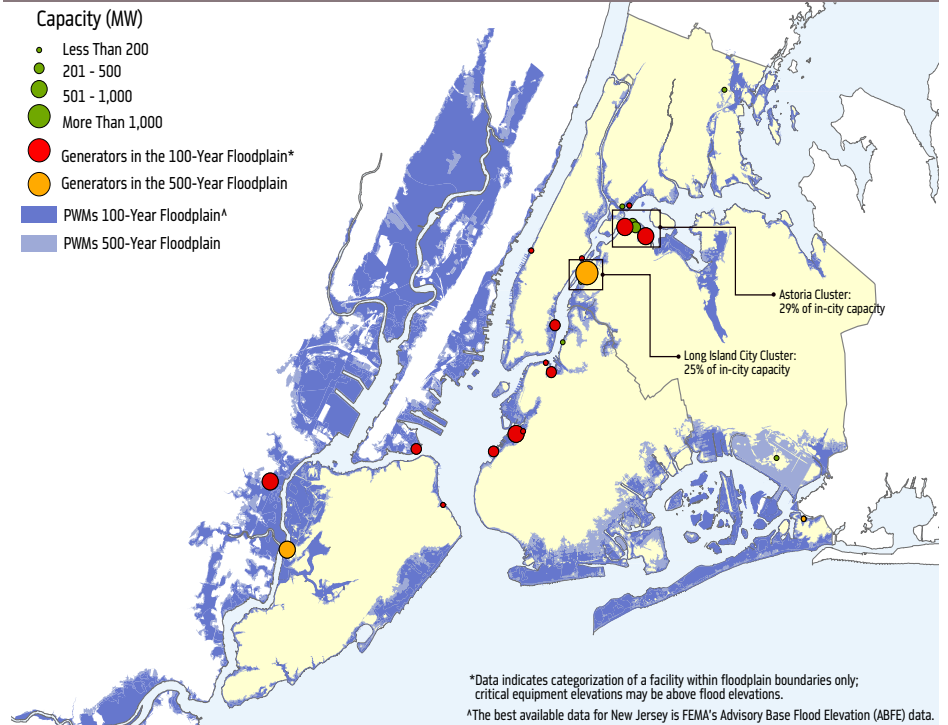 Capacity (MW)
Less Than 200
201 - 500
501 - 1,000
More Than 1,000
Generators in the 100-Year Floodplain*
Generators in the 500-Year Floodplain
PWMs 100-Year Floodplain^
PWMs 500-Year Floodplain
Astoria Cluster:
29% of in-city capacity
Long Island City Cluster:
25% of in-city capacity
*Data indicates categorization of a facility within floodplain boundaries only;
critical equipment elevations may be above flood elevations.
^The best available data for New Jersey is FEMA's Advisory Base Flood Elevation (ABFE) data.